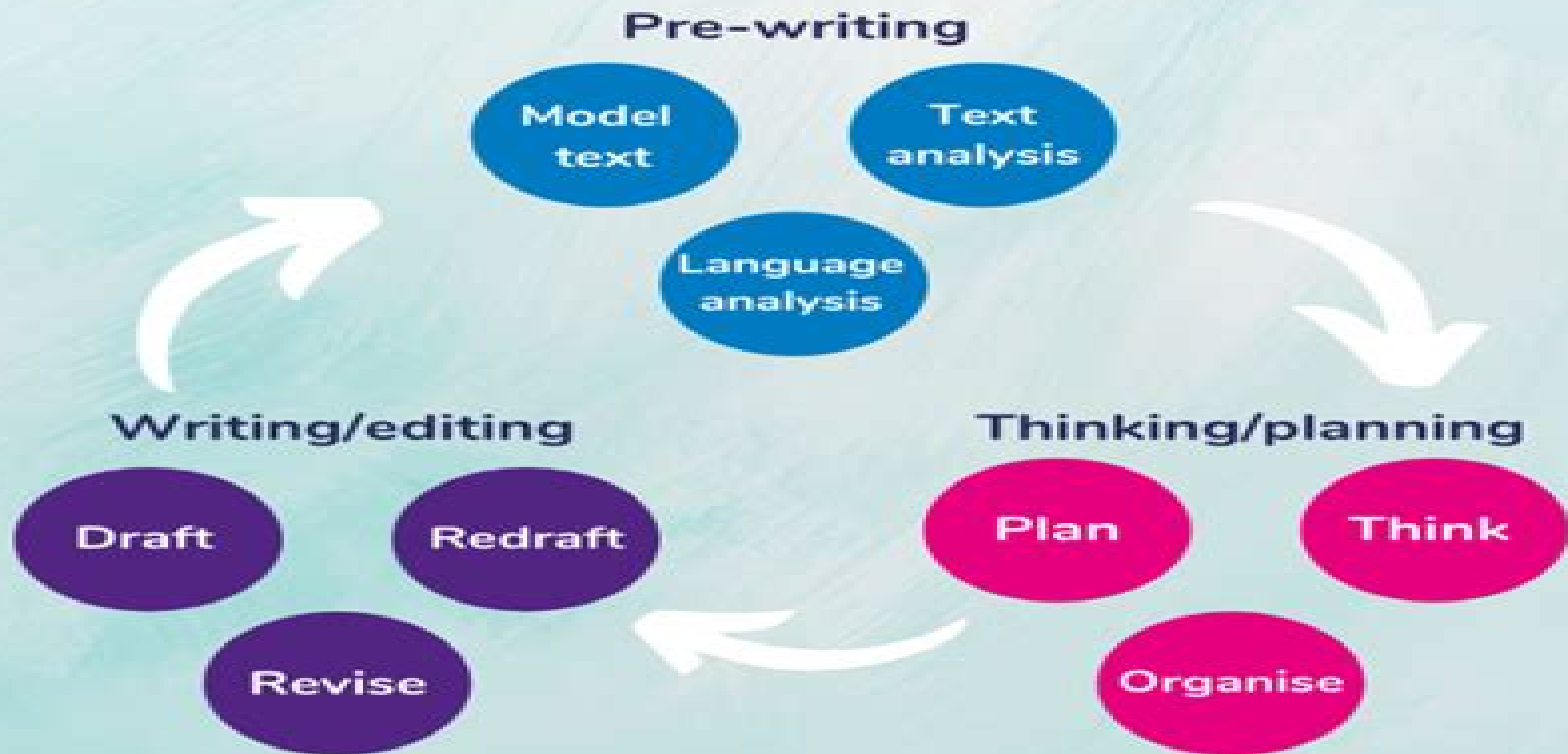 Pre-writing
Model
text
Text
analysis
Language
analysis
Writing/editing
Draft
Redraft
Revise
Thinking/planning
Plan
Think
Organise